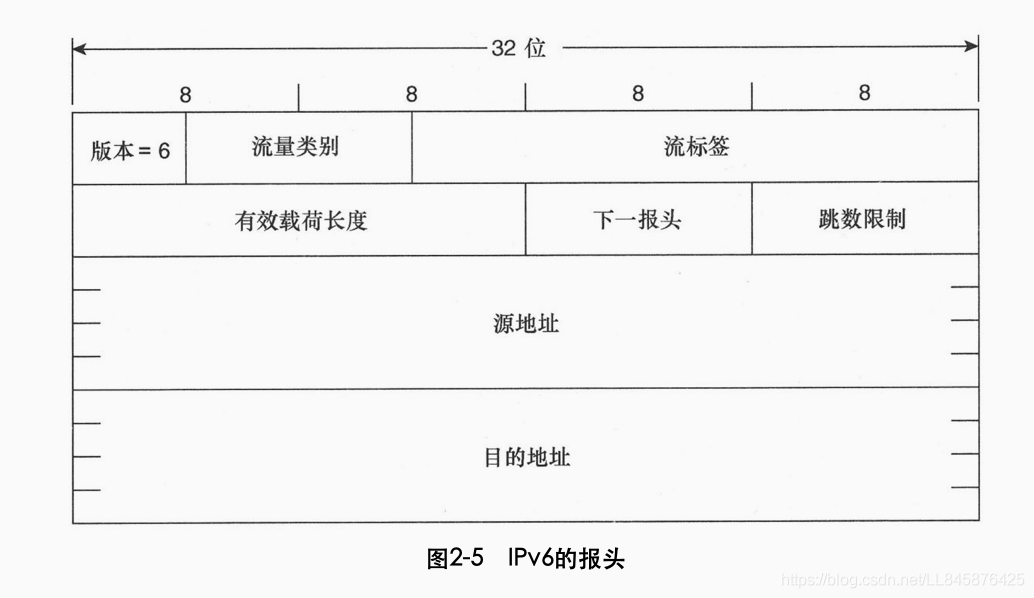 32 位
8 8 8 8
版本 = 6 流量类别 流标签
有效载荷长度 下一报头 跳数限制
源地址
目的地址
图2-5 IPv6的报头
https://blog.csdn.net/LL845876425